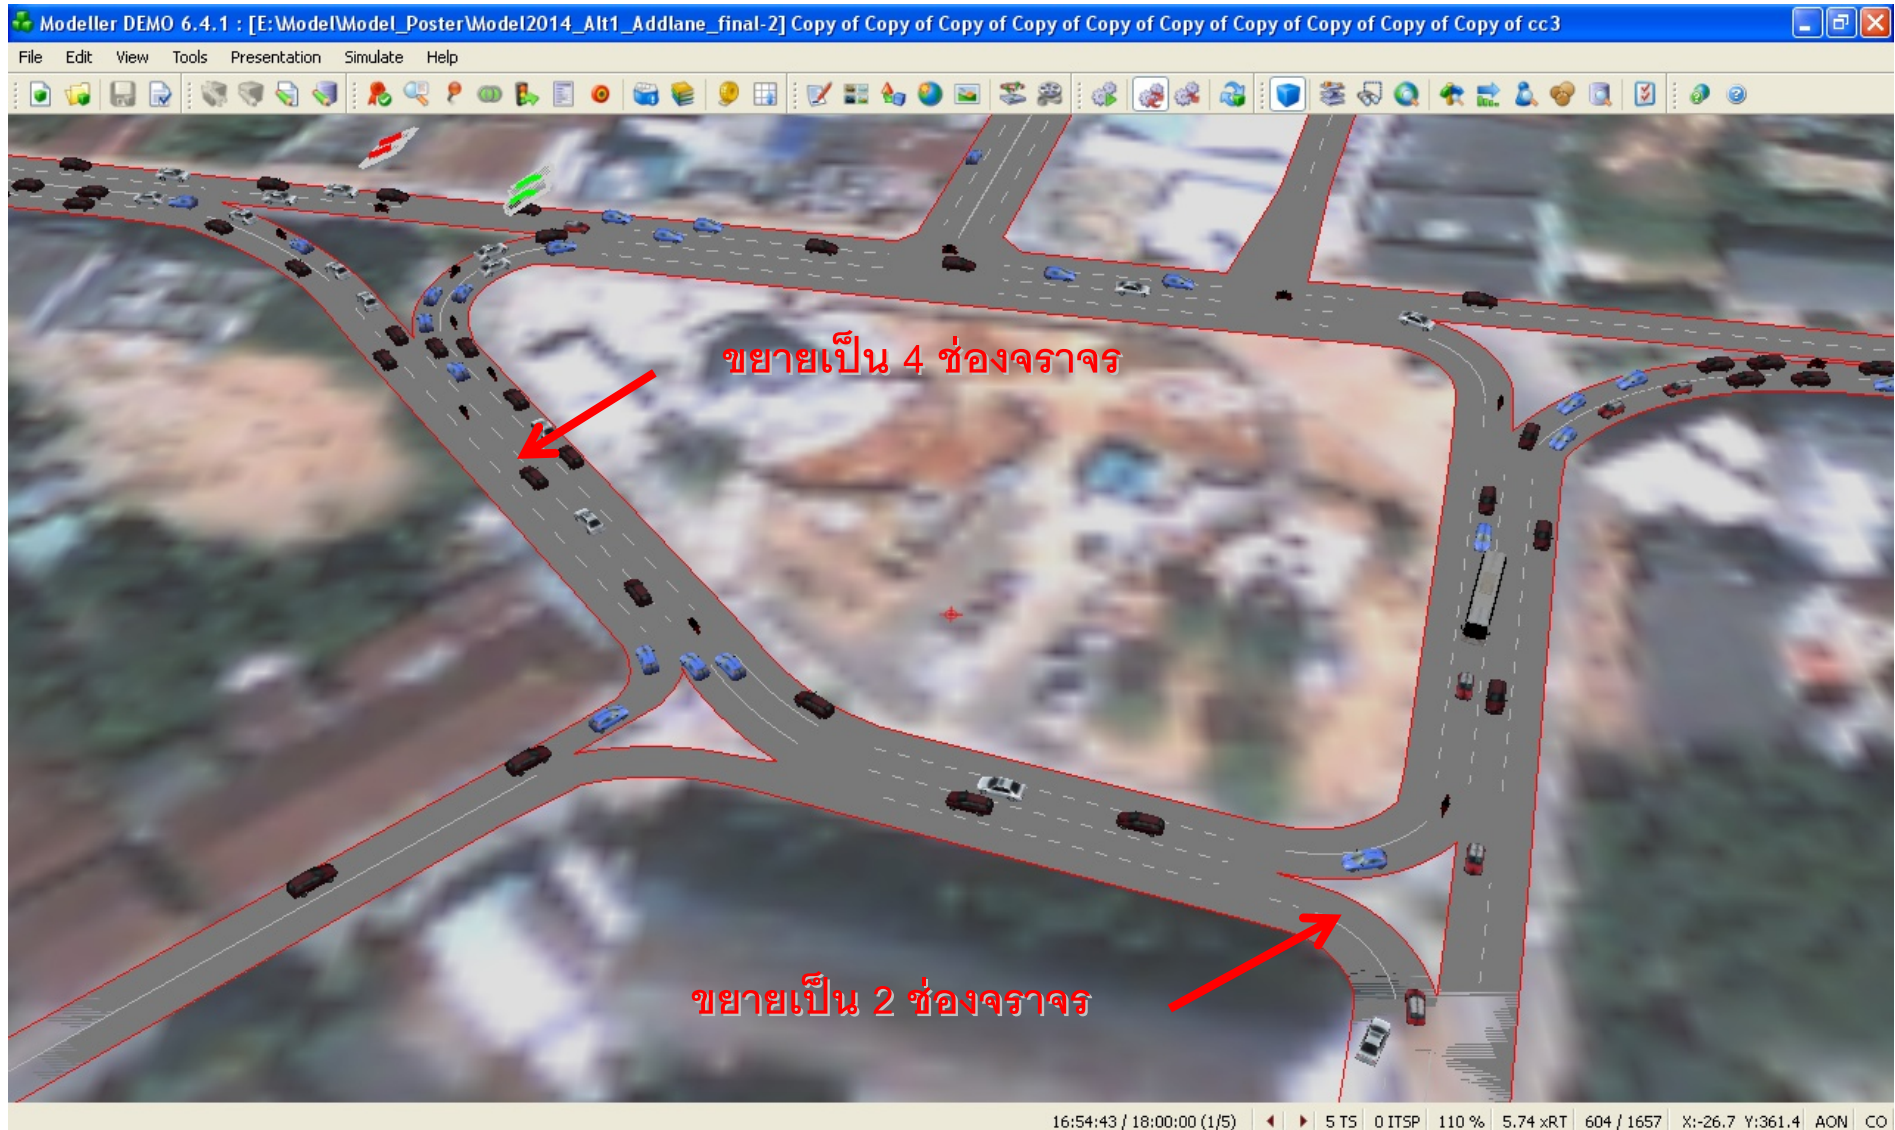 Modeller DEMO 6.4.1 : [E:\Model\Model_Poster\Model2014_Alt1_Addlane_final-2] Copy of Copy of Copy of Copy of Copy of Copy of Copy of Copy of Copy of Copy of cc3
File Edit View Tools Presentation Simulate Help
ขยายเป็น 4 ช่องจราจร
ขยายเป็น 2 ช่องจราจร
16:54:43 / 18:00:00 (1/5) 5 TS 0 ITSP 110 % 5.74 xRT 604 / 1657 X:-26.7 Y:361.4 AON CO